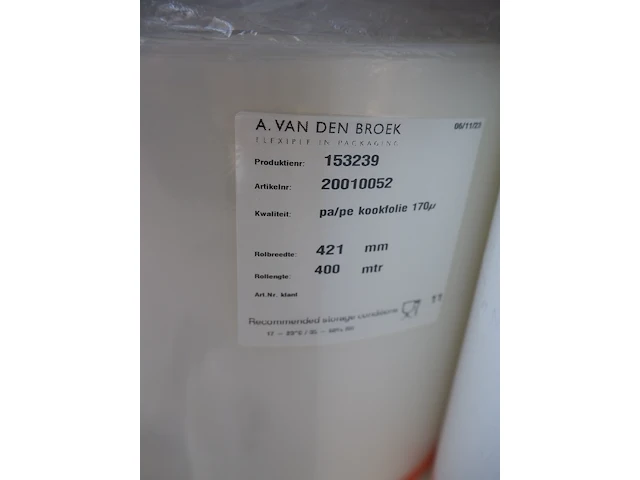 A. VAN DEN BROEK
06/11/23
FLEXIBLE IN PACKAGING
Produktienr: 153239
Artikelnr: 20010052
Kwaliteit: pa/pe kookfolie 170µ
Rolbreedte: 421 mm
Rollengte: 400 mtr
Art.Nr. klant
Recommended storage conditions
11